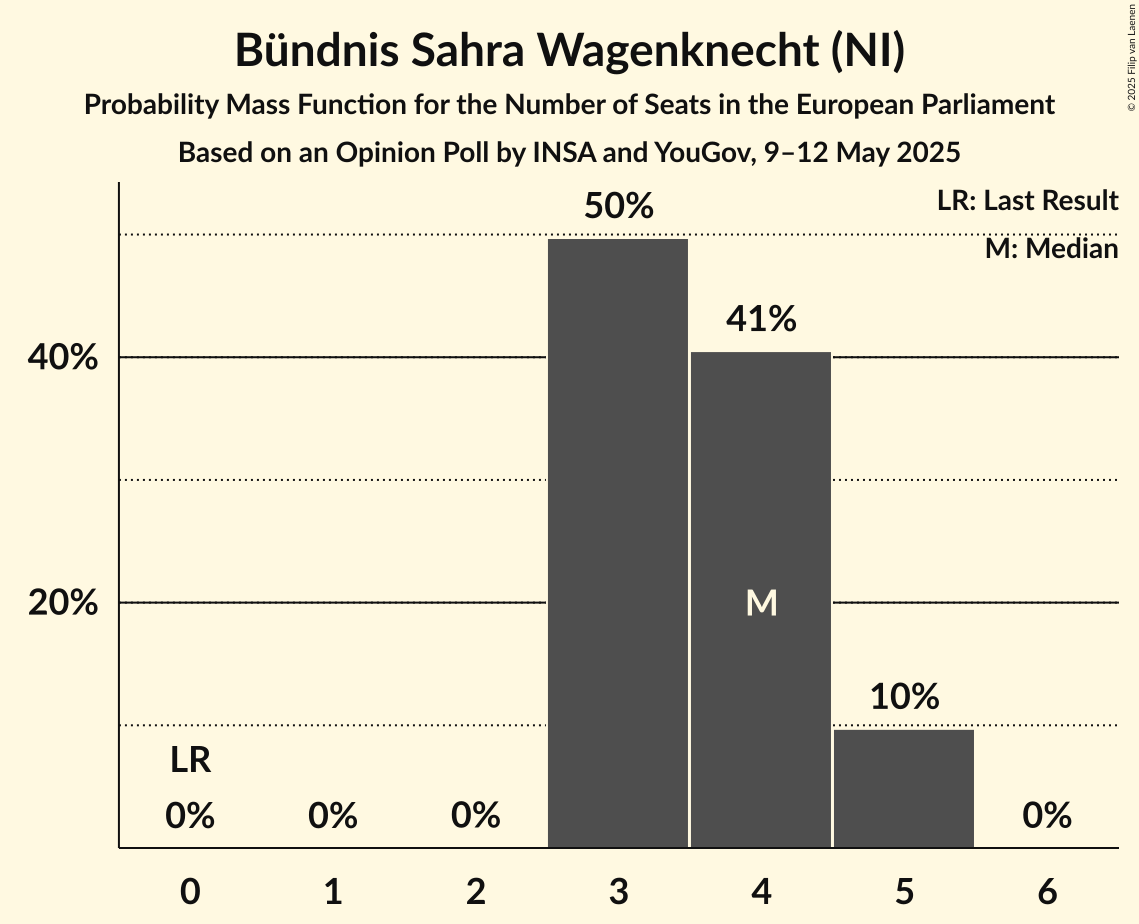 Bündnis Sahra Wagenknecht (NI)
Probability Mass Function for the Number of Seats in the European Parliament
Based on an Opinion Poll by INSA and YouGov, 9–12 May 2025
© 2025 Filip van Laenen
LR: Last Result
M: Median
50%
41%
40%
20%
M
10%
LR
0%
0%
0%
0%
0
1
2
3
4
5
6